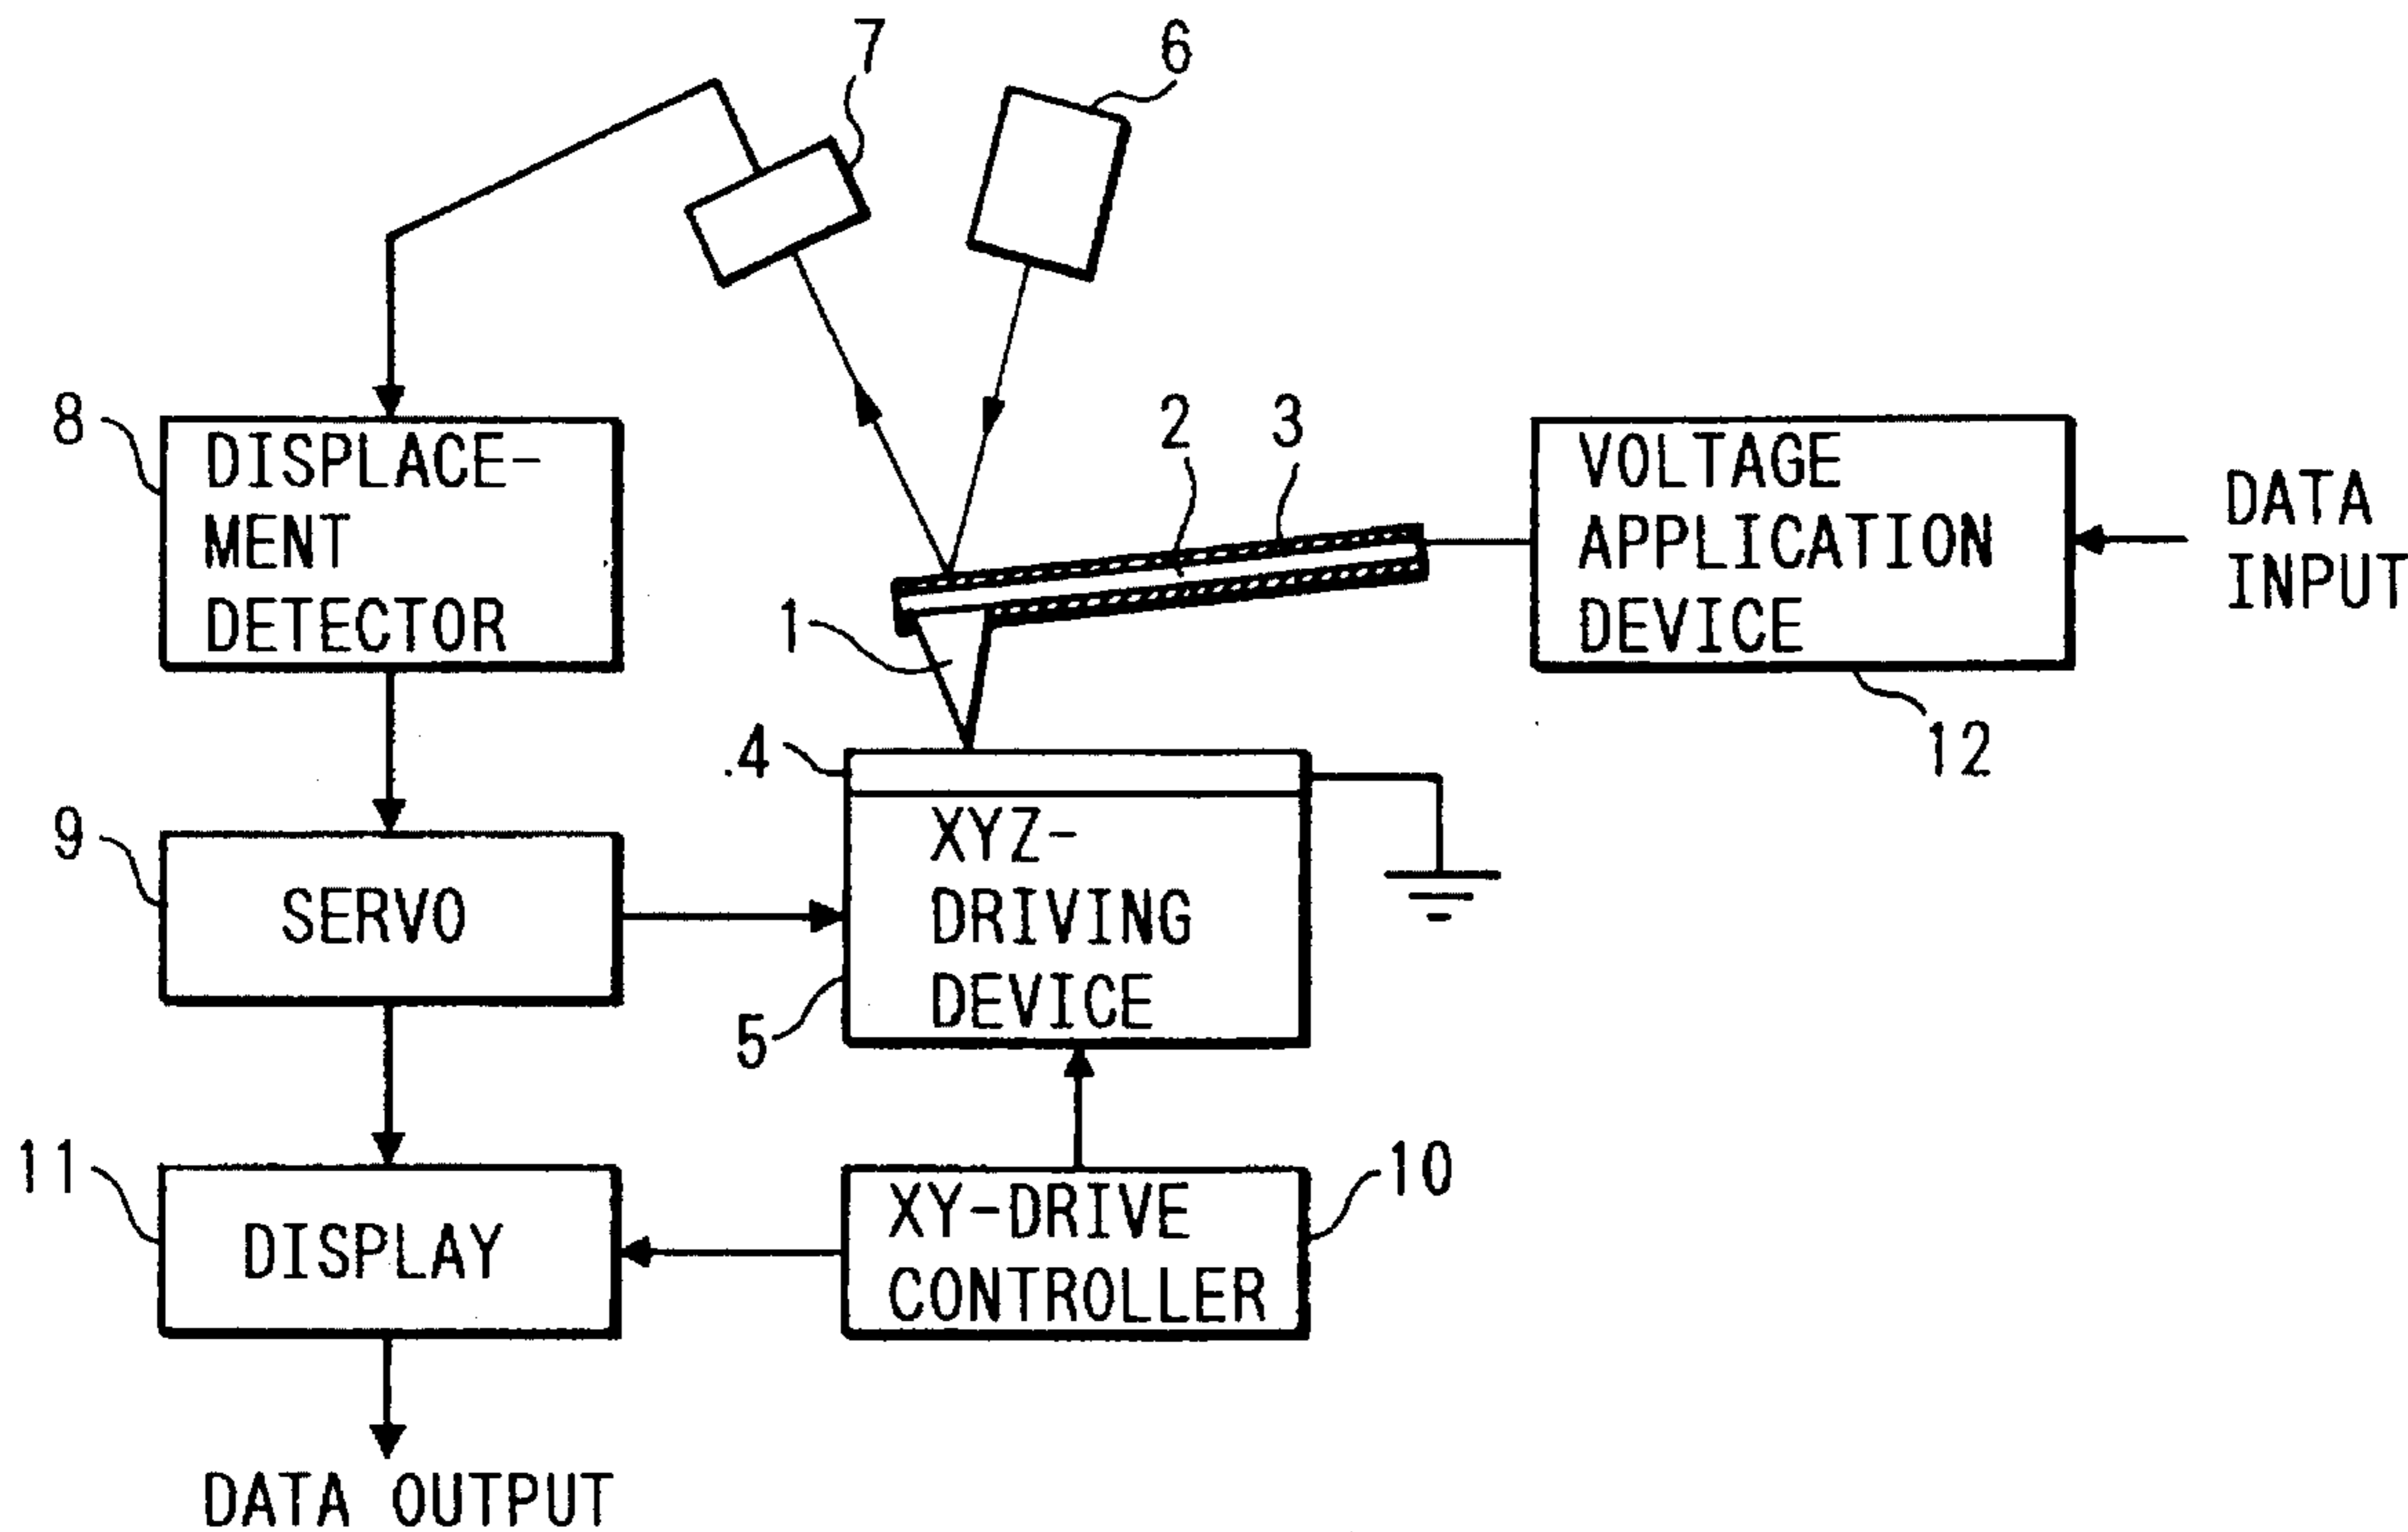 7
6
8
DISPLACE-
MENT
DETECTOR
2
3
VOLTAGE
APPLICATION
DEVICE
DATA
INPUT
1
12
4
9
SERVO
XYZ-
DRIVING
DEVICE
5
11
DISPLAY
XY-DRIVE
CONTROLLER
10
DATA OUTPUT